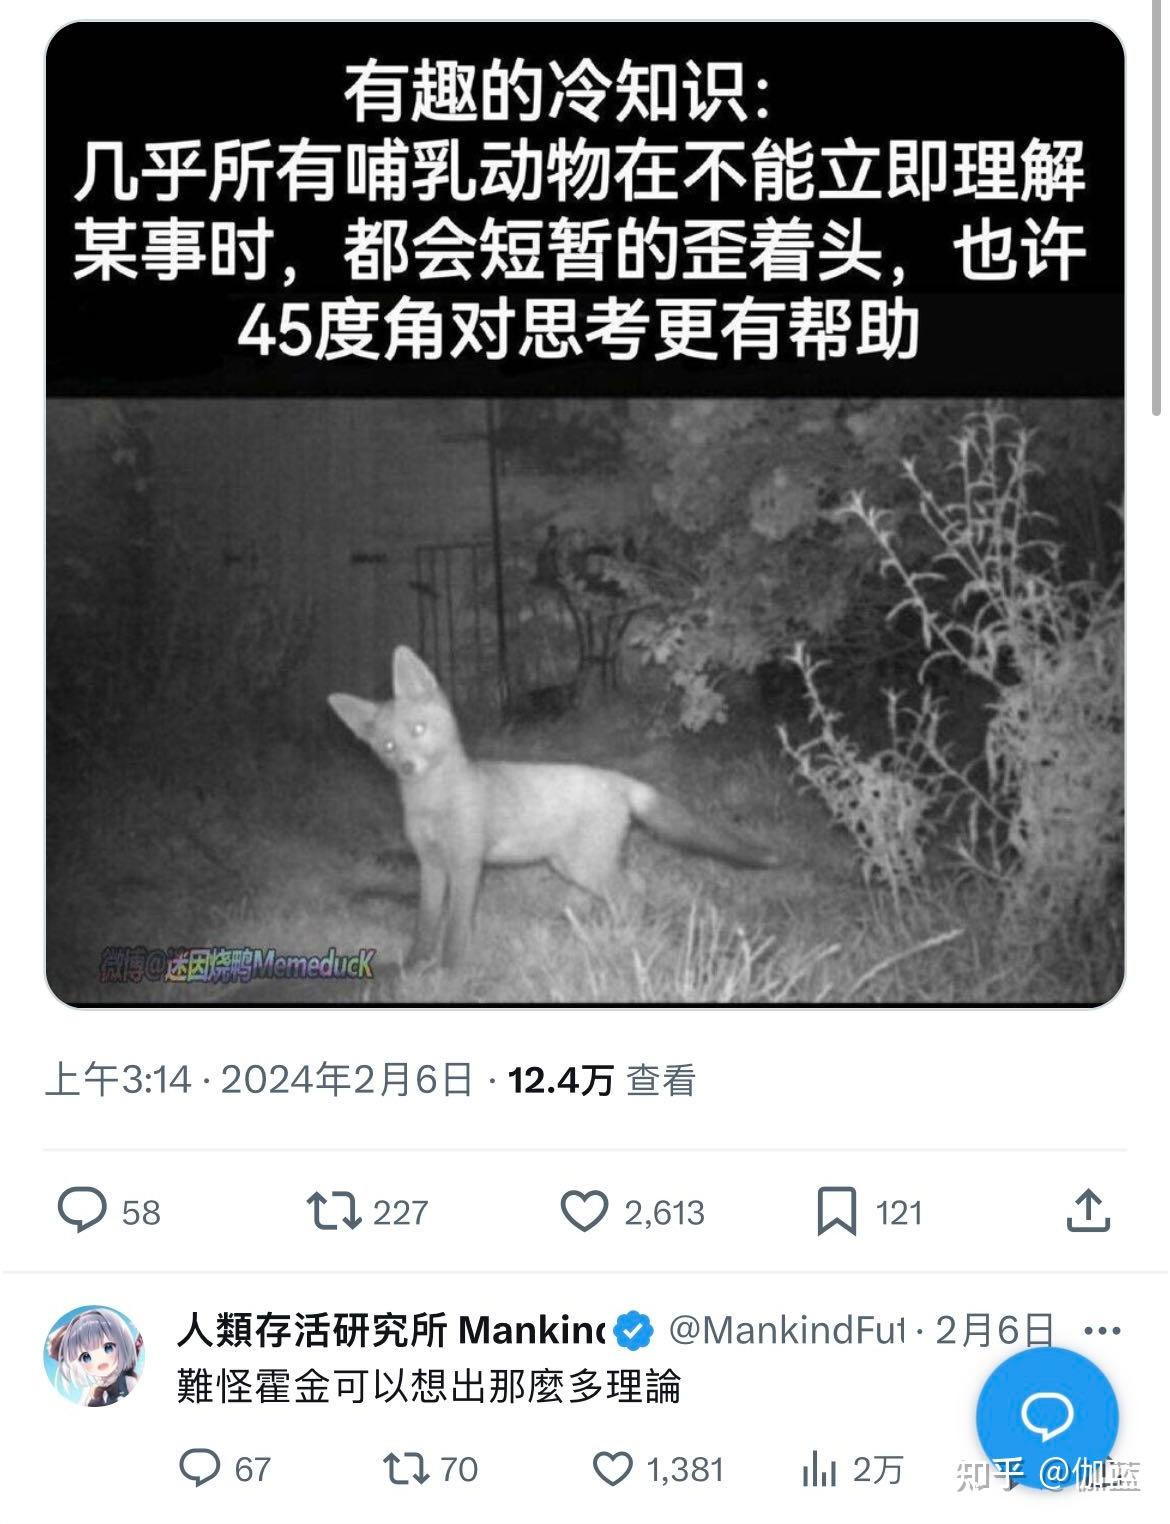 有趣的冷知识：
几乎所有哺乳动物在不能立即理解
某事时，都会短暂的歪着头，也许
45度角对思考更有帮助
微博@迷因烧鸭MemeducK
上午3:14 · 2024年2月6日 · 12.4万 查看
58 227 2,613 121
人類存活研究所 Mankind @MankindFut · 2月6日 ...
難怪霍金可以想出那麼多理論
67 70 1,381 2万
知乎 @伽蓝